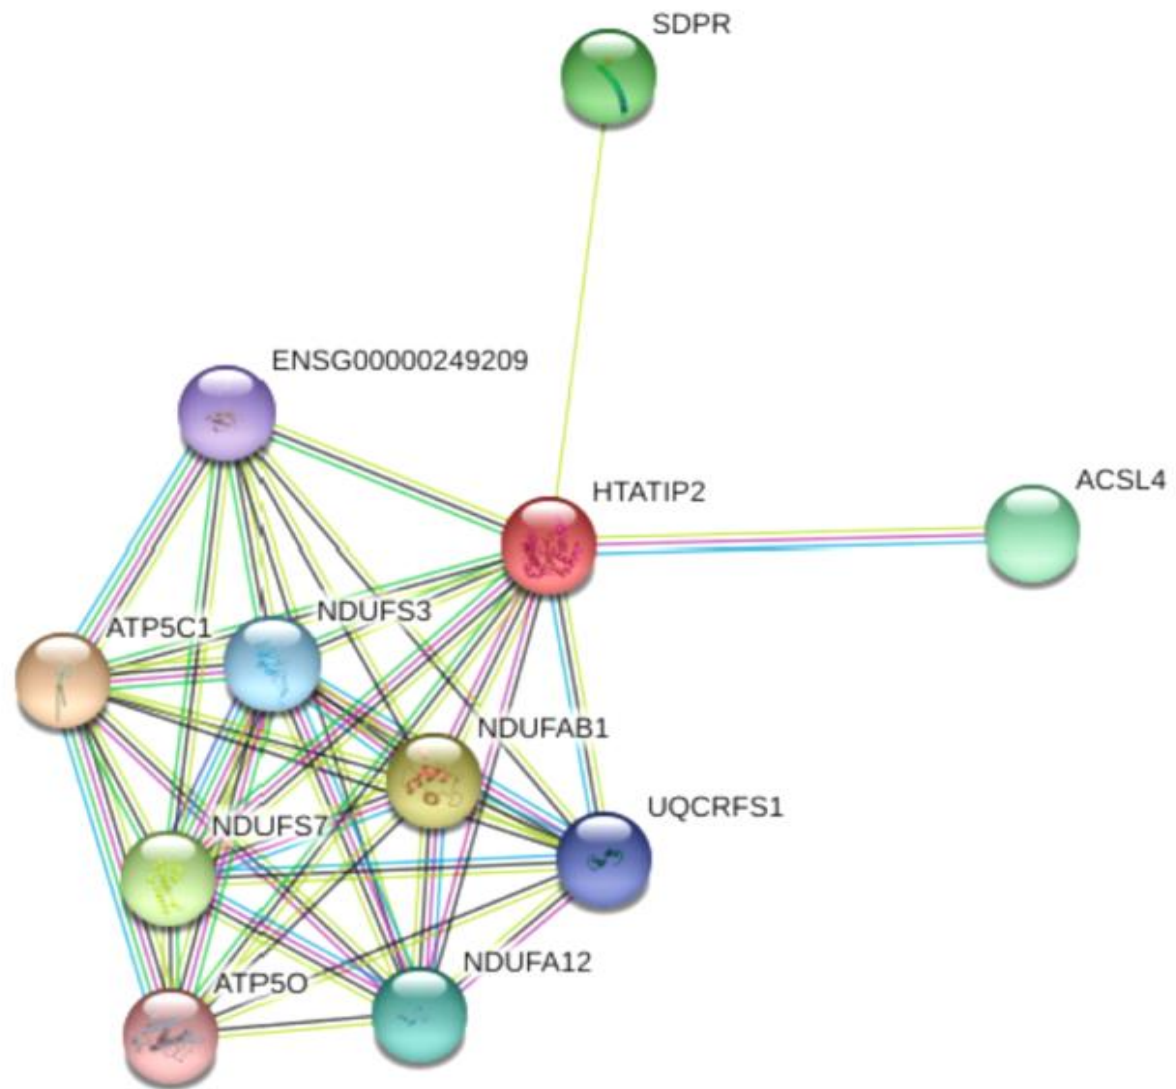 SDPR
ENSG00000249209
HTATIP2
ACSL4
ATP5C1
NDUFS3
NDUFAB1
UQCRFS1
NDUFS7
NDUFA12
ATP5O